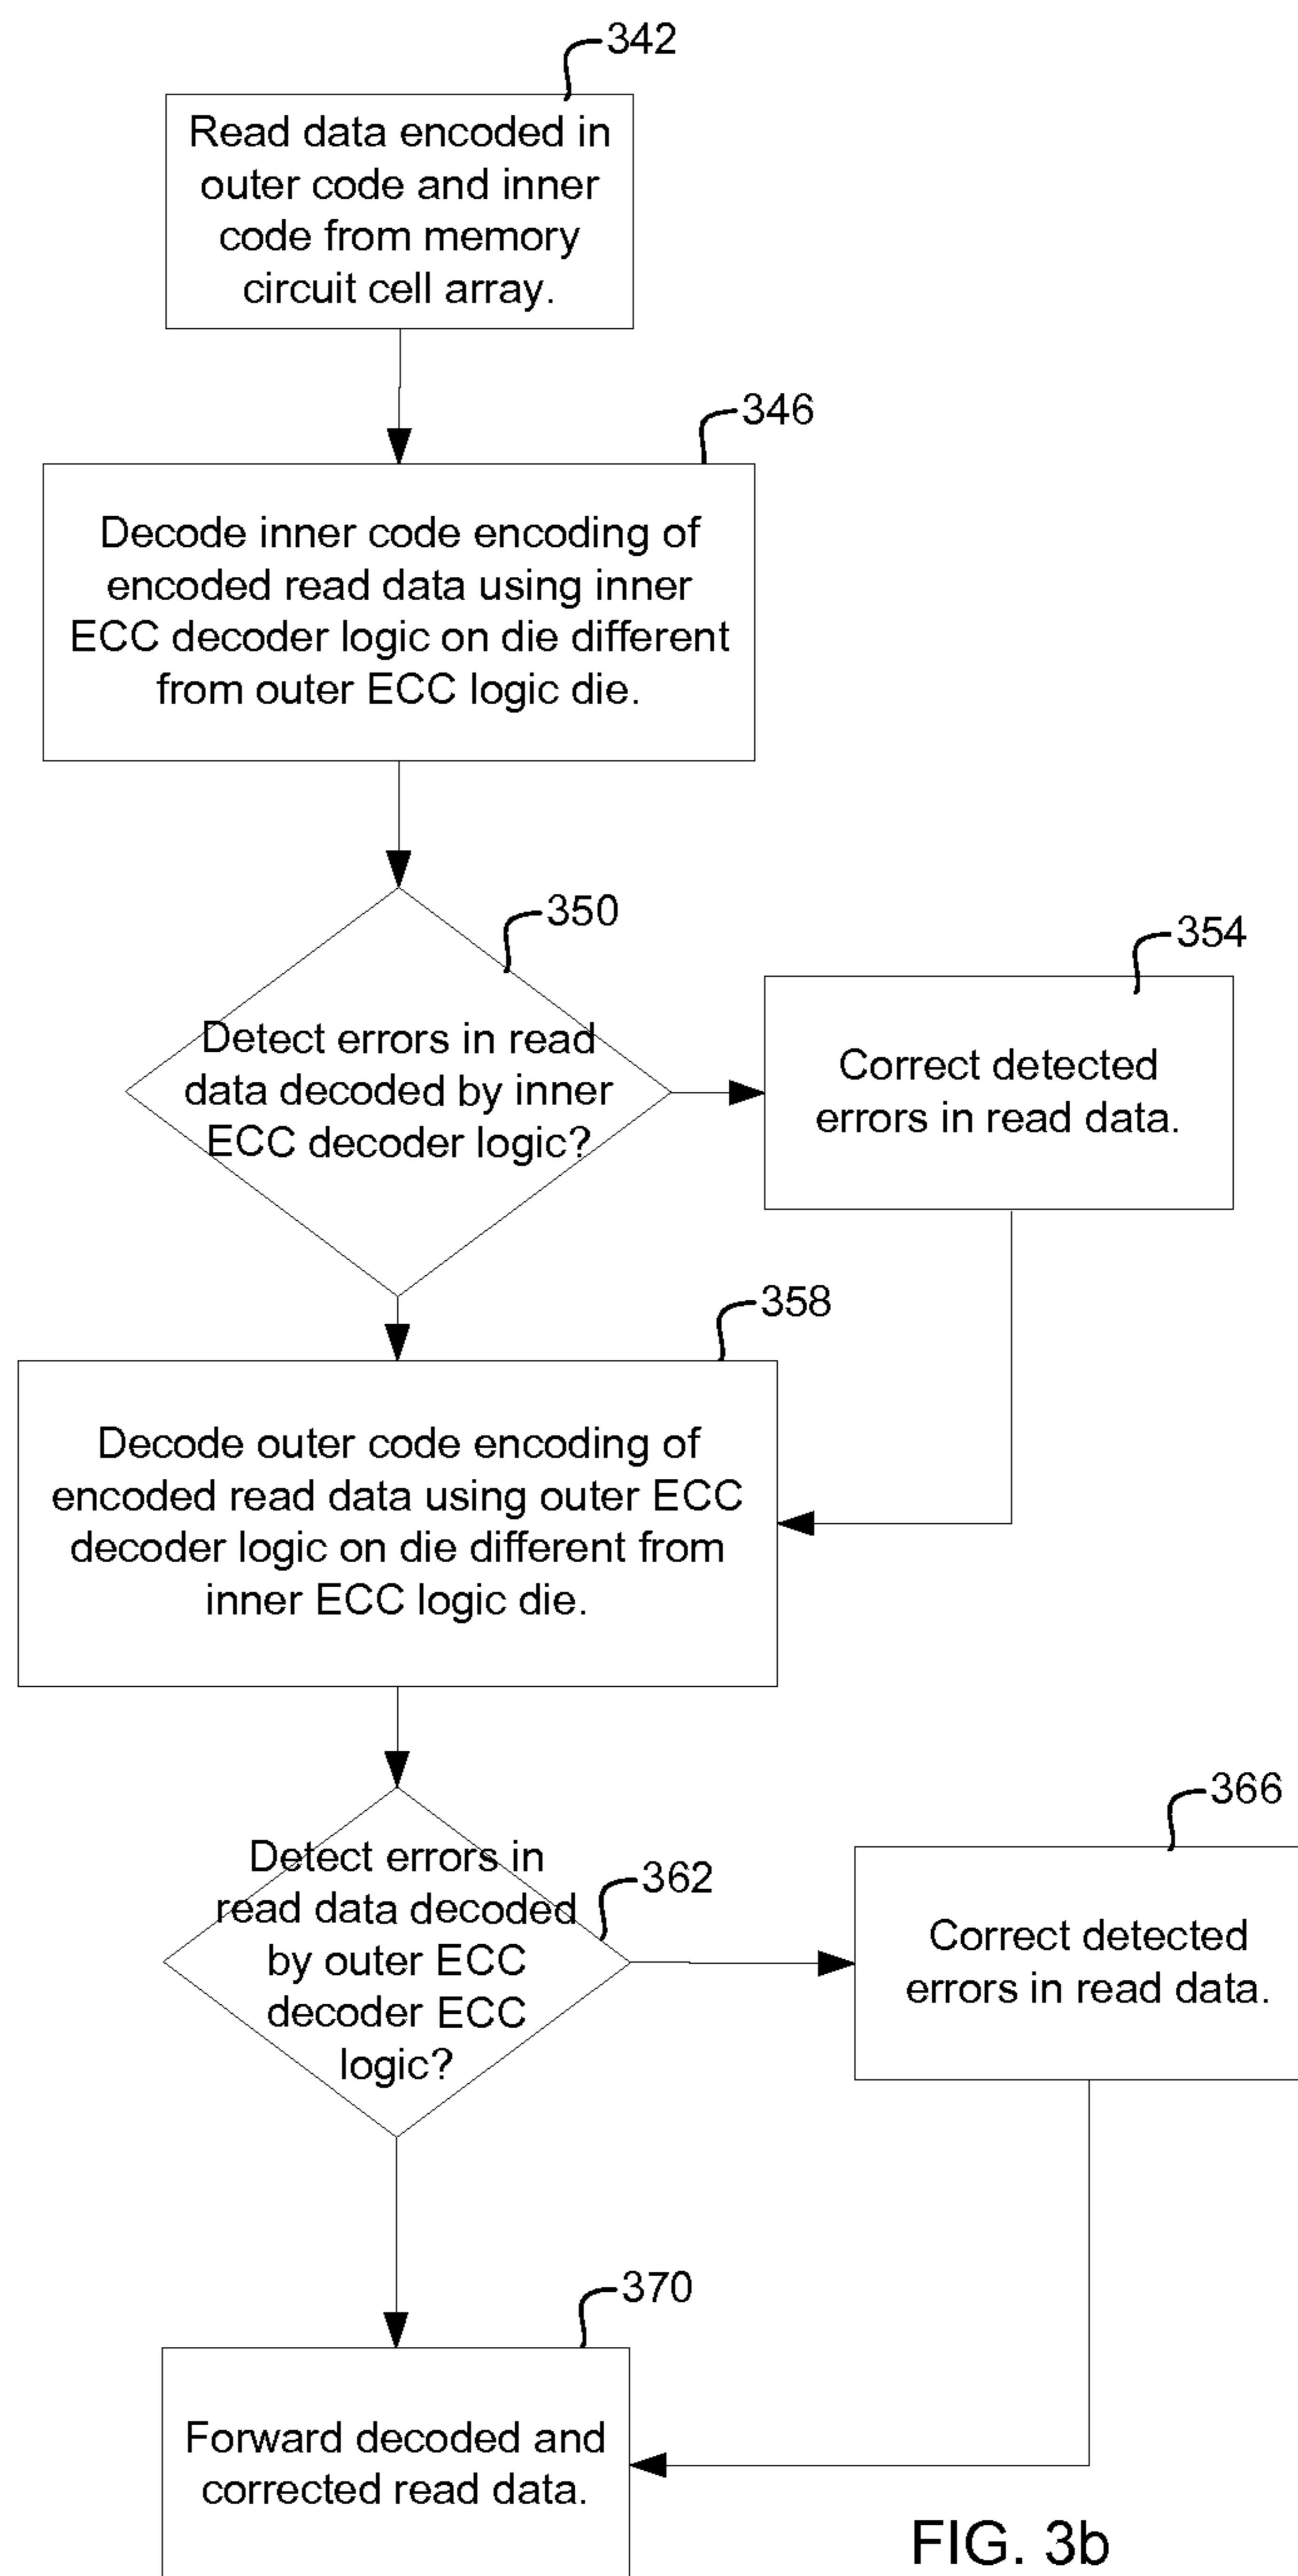 342
Read data encoded in
outer code and inner
code from memory
circuit cell array.
346
Decode inner code encoding of
encoded read data using inner
ECC decoder logic on die different
from outer ECC logic die.
350
Detect errors in read
data decoded by inner
ECC decoder logic?
354
Correct detected
errors in read data.
358
Decode outer code encoding of
encoded read data using outer ECC
decoder logic on die different from
inner ECC logic die.
362
Detect errors in
read data decoded
by outer ECC
decoder ECC
logic?
366
Correct detected
errors in read data.
370
Forward decoded and
corrected read data.
FIG. 3b